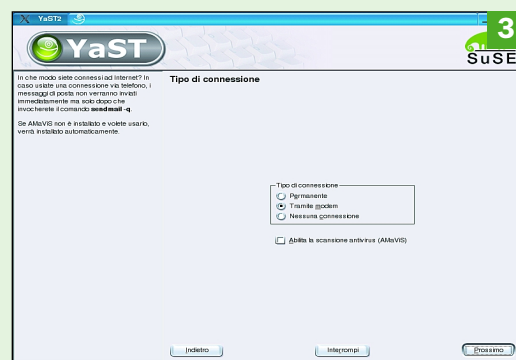 YaST2
3
YaST
SuSE
In che modo siete connessi ad Internet? In
caso usiate una connessione via telefono, i
messaggi di posta non verranno inviati
immediatamente ma solo dopo che
invocherete il comando sendmail -q.
Se AMaViS non è installato e volete usarlo,
verrà installato automaticamente.
Tipo di connessione
Tipo di connessione
Permanente
Tramite modem
Nessuna connessione
Abilita la scansione antivirus (AMaViS)
Indietro
Interrompi
Prossimo